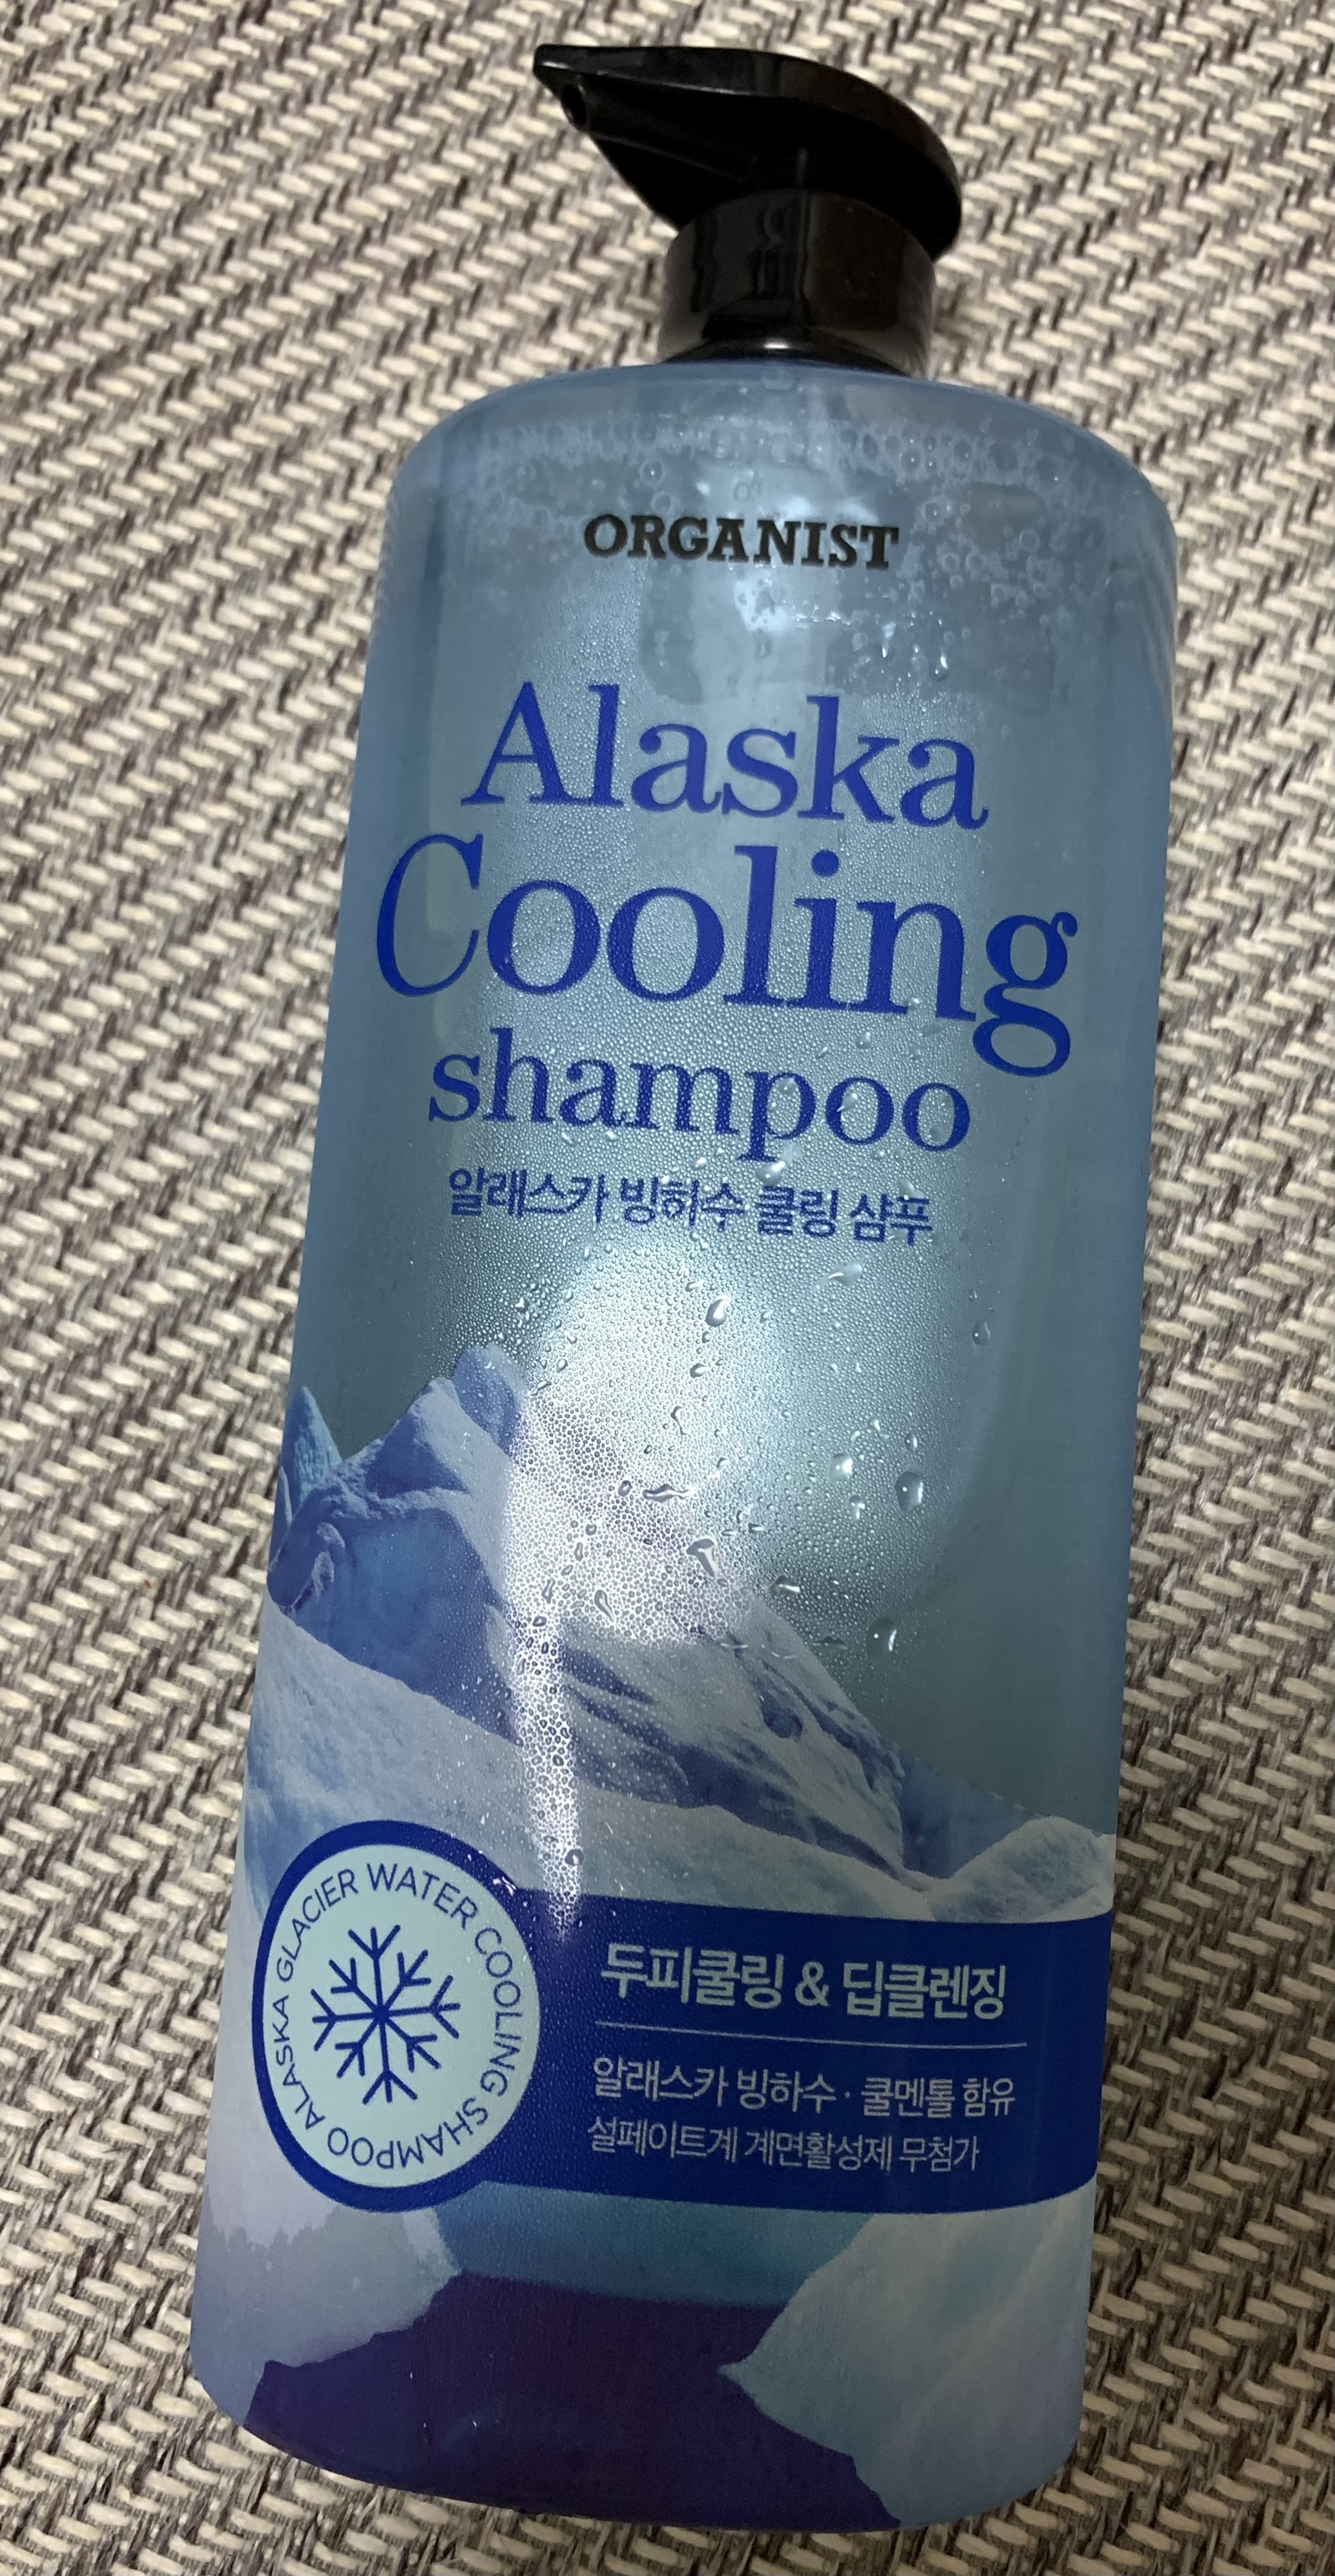 ORGANIST
Alaska
Cooling
shampoo
알래스카 빙하수 쿨링 샴푸
ALASKA GLACIER WATER COOLING SHAMPOO
두피쿨링 & 딥클렌징
알래스카 빙하수 · 쿨멘톨 함유
설페이트계 계면활성제 무첨가